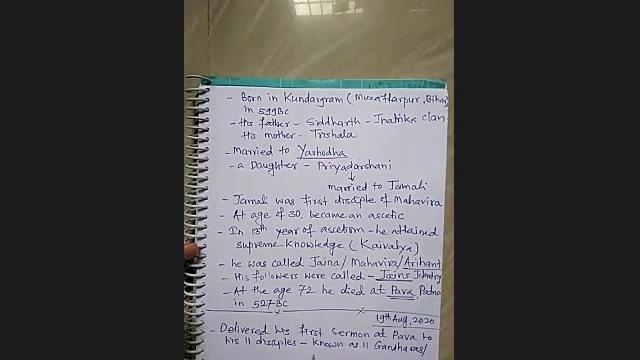 - Born in Kundargram (Muzaffarpur, Bihar)
in 599BC
- His father - Siddharth - Jnatrika clan
His mother - Trishala
- Married to Yashodha
- a Daughter - Priyadarshani
↓
married to Jamali
- Jamali was first disciple of Mahavira
- At age of 30, became an ascetic
- In 13th year of ascetism - he attained
supreme knowledge (Kaivalya)
- he was called Jaina/Mahavira/Arihant
- His followers were called - Jains
- At the age 72 he died at Pava, Patna
in 527BC
19th Aug, 2020
- Delivered his first sermon at Pava to
his 11 disciples - known as 11 Gandharas/